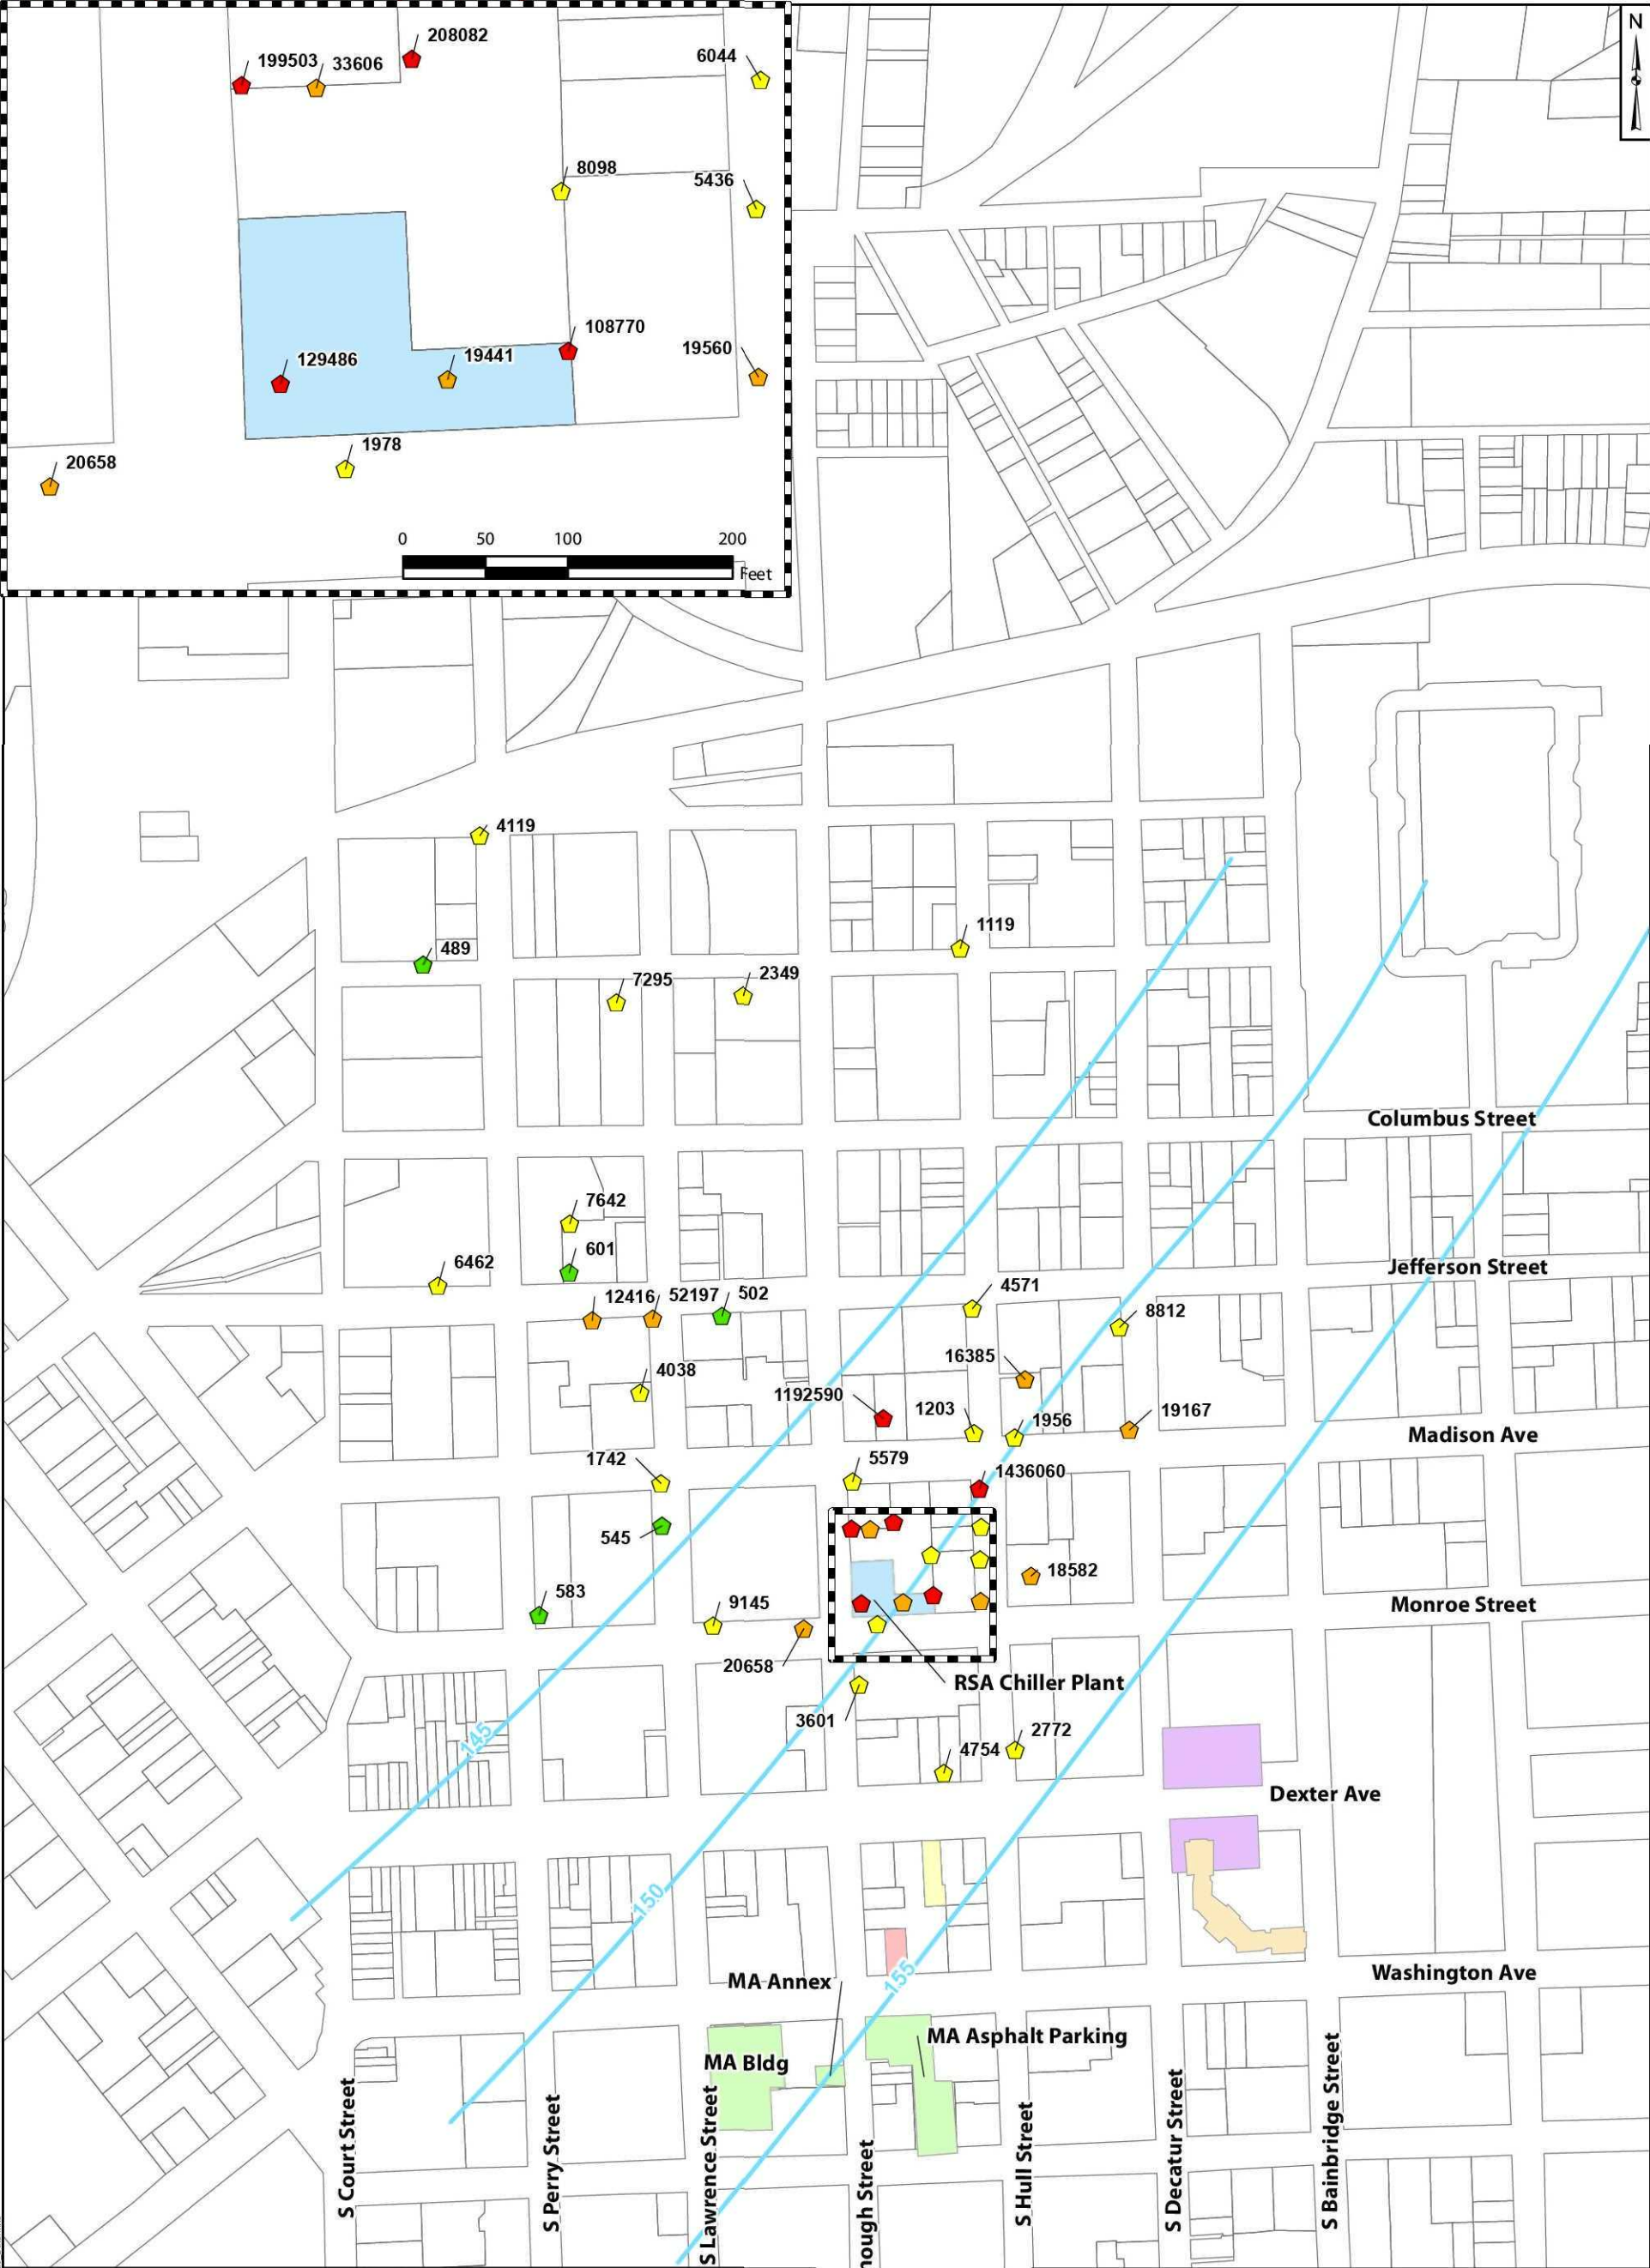 N
208082
199503
33606
6044
8098
5436
108770
129486
19441
19560
1978
20658
0
50
100
200
Feet
4119
1119
489
7295
2349
Columbus Street
7642
601
6462
Jefferson Street
4571
12416
52197
502
8812
16385
4038
1192590
1203
1956
19167
Madison Ave
1742
5579
1436060
545
18582
583
9145
Monroe Street
20658
RSA Chiller Plant
3601
2772
4754
145
Dexter Ave
150
Washington Ave
MA Annex
155
MA Asphalt Parking
MA Bldg
S Court Street
S Perry Street
S Lawrence Street
nough Street
S Hull Street
S Decatur Street
S Bainbridge Street